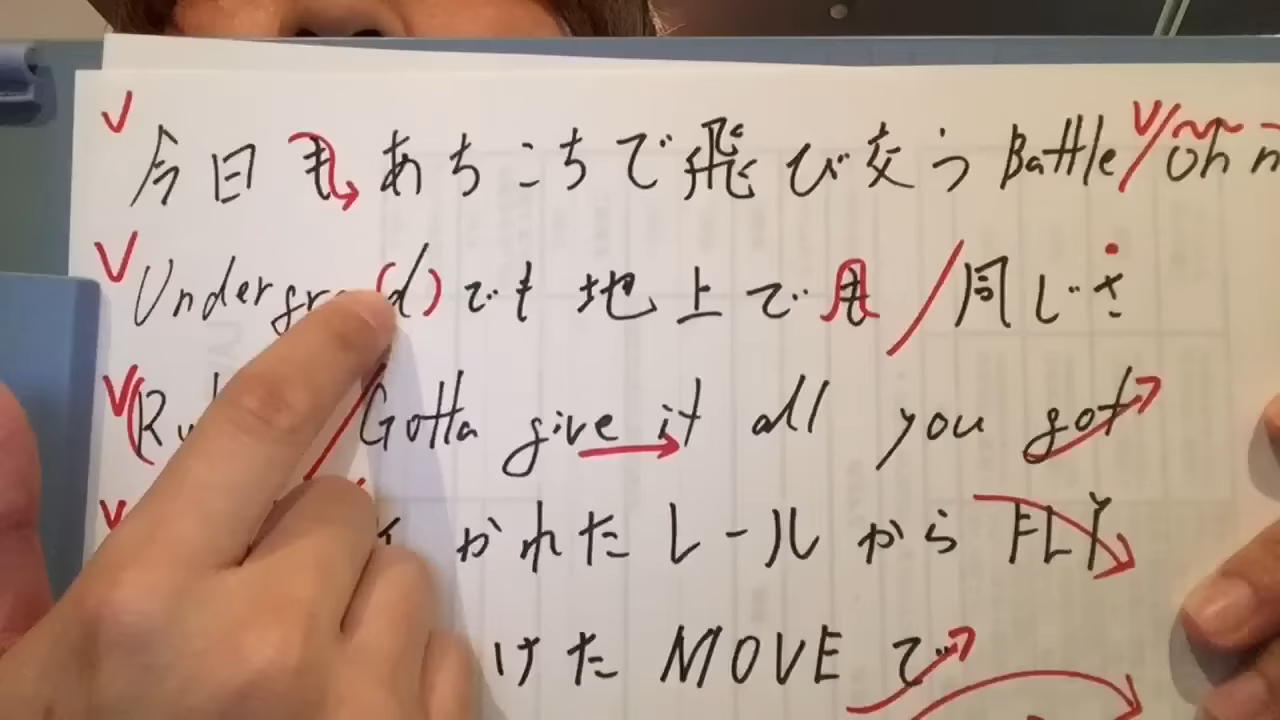 今日もあちこちで飛び交うBattle/oh n
Undergr(d)でも地上でも/同じさ
/Gotta give it all you got
かれたレールからFLY
けたMOVEで